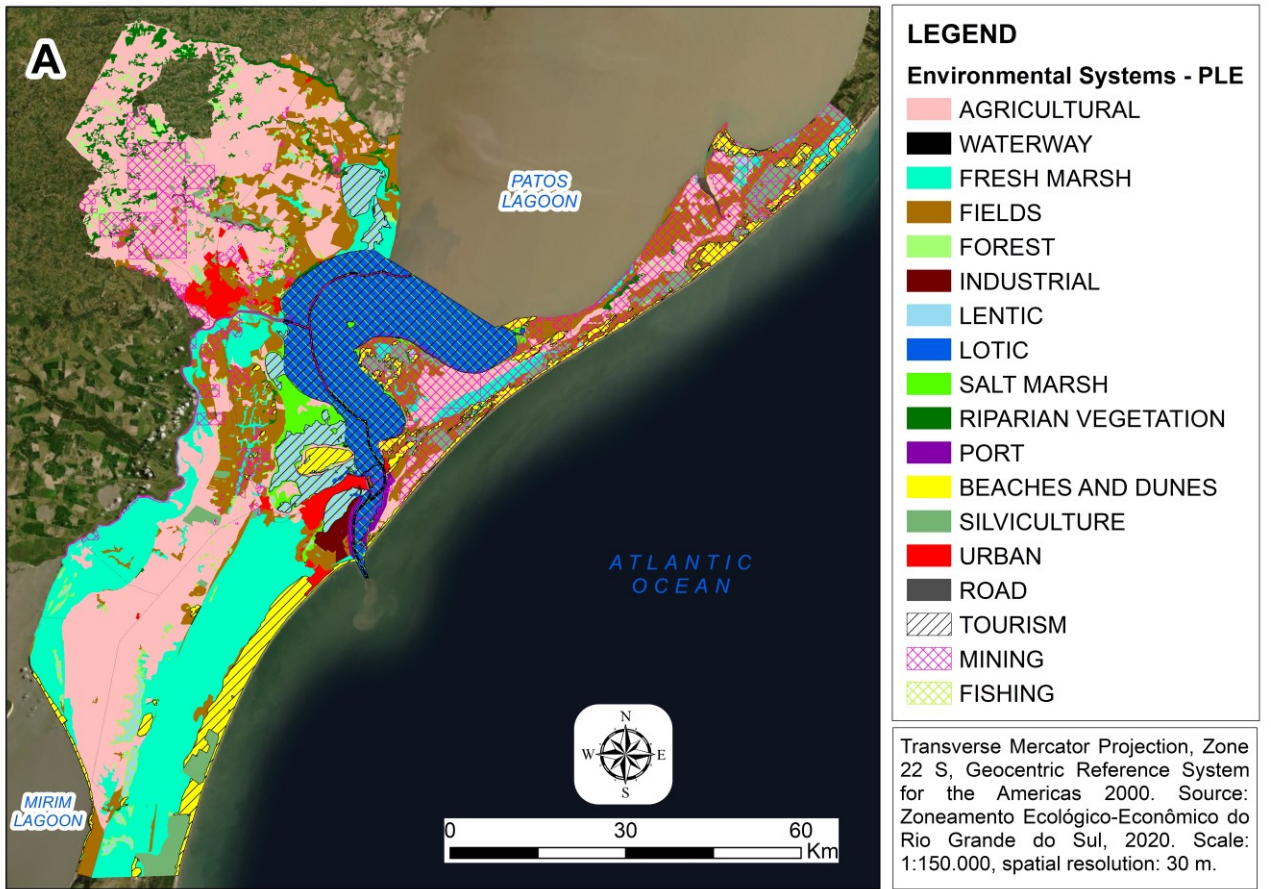 A
PATOS
LAGOON
ATLANTIC
OCEAN
MIRIM
LAGOON
N
W E
S
0 30 60
Km
LEGEND
Environmental Systems - PLE
AGRICULTURAL
WATERWAY
FRESH MARSH
FIELDS
FOREST
INDUSTRIAL
LENTIC
LOTIC
SALT MARSH
RIPARIAN VEGETATION
PORT
BEACHES AND DUNES
SILVICULTURE
URBAN
ROAD
TOURISM
MINING
FISHING
Transverse Mercator Projection, Zone
22 S, Geocentric Reference System
for the Americas 2000. Source:
Zoneamento Ecológico-Econômico do
Rio Grande do Sul, 2020. Scale:
1:150.000, spatial resolution: 30 m.